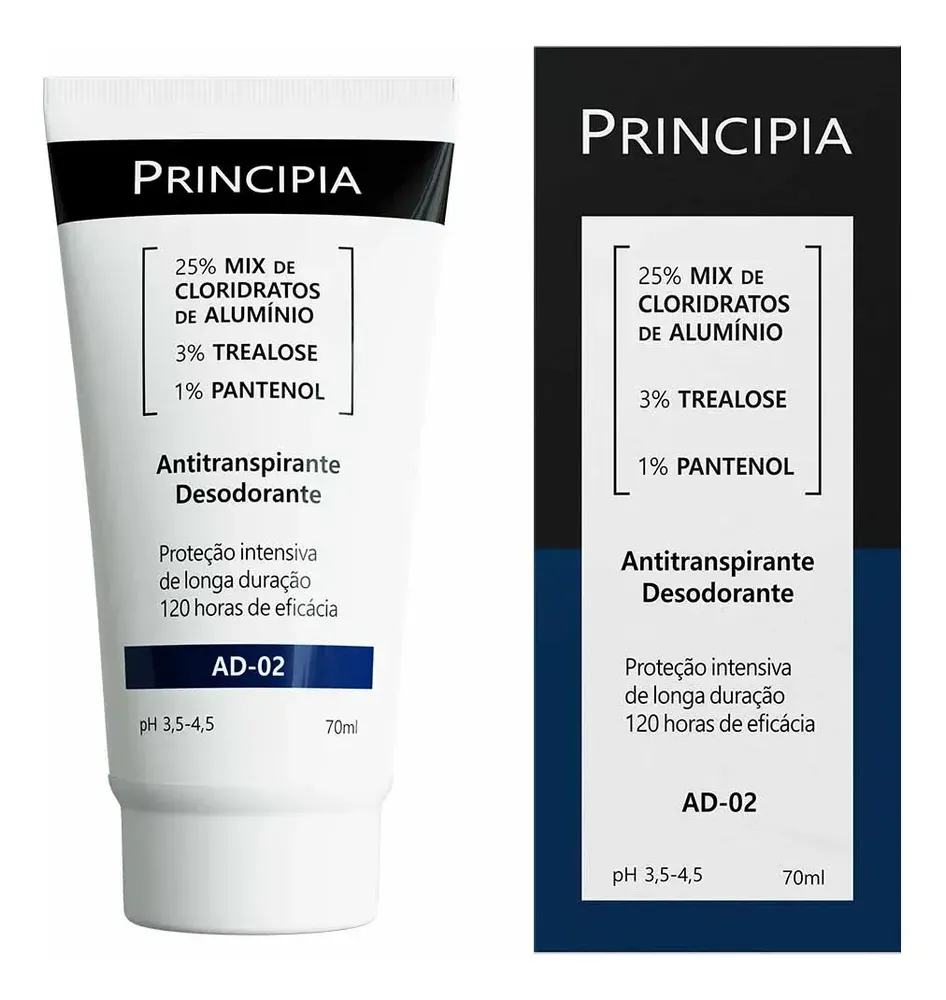 PRINCIPIA
25% MIX DE
CLORIDRATOS
DE ALUMÍNIO
3% TREALOSE
1% PANTENOL
Antitranspirante
Desodorante
Proteção intensiva
de longa duração
120 horas de eficácia
AD-02
pH 3,5-4,5 70ml
PRINCIPIA
25% MIX DE
CLORIDRATOS
DE ALUMÍNIO
3% TREALOSE
1% PANTENOL
Antitranspirante
Desodorante
Proteção intensiva
de longa duração
120 horas de eficácia
AD-02
pH 3,5-4,5 70ml